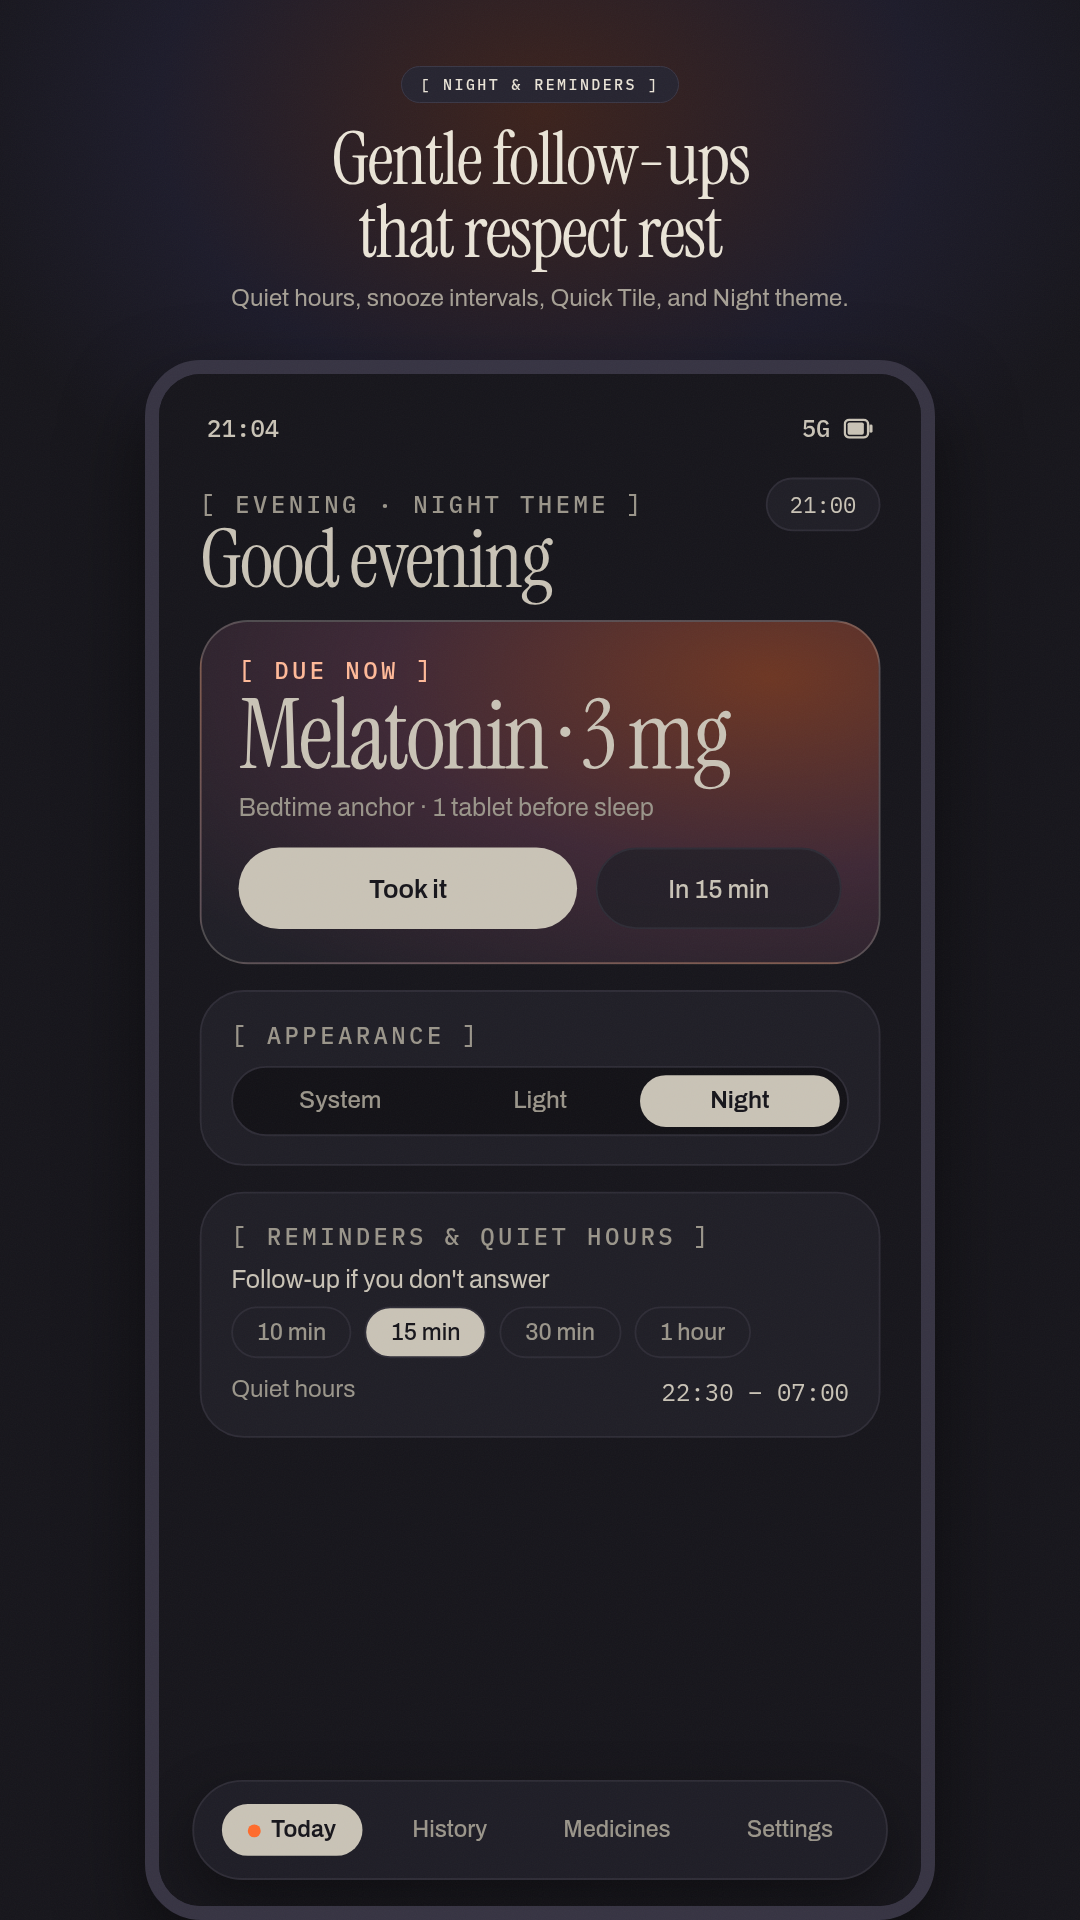 [ NIGHT & REMINDERS ]
Gentle follow-ups
that respect rest
Quiet hours, snooze intervals, Quick Tile, and Night theme.
21:04
5G
[ EVENING · NIGHT THEME ]
21:00
Good evening
[ DUE NOW ]
Melatonin · 3 mg
Bedtime anchor · 1 tablet before sleep
Took it
In 15 min
[ APPEARANCE ]
System
Light
Night
[ REMINDERS & QUIET HOURS ]
Follow-up if you don't answer
10 min
15 min
30 min
1 hour
Quiet hours
22:30 – 07:00
Today
History
Medicines
Settings